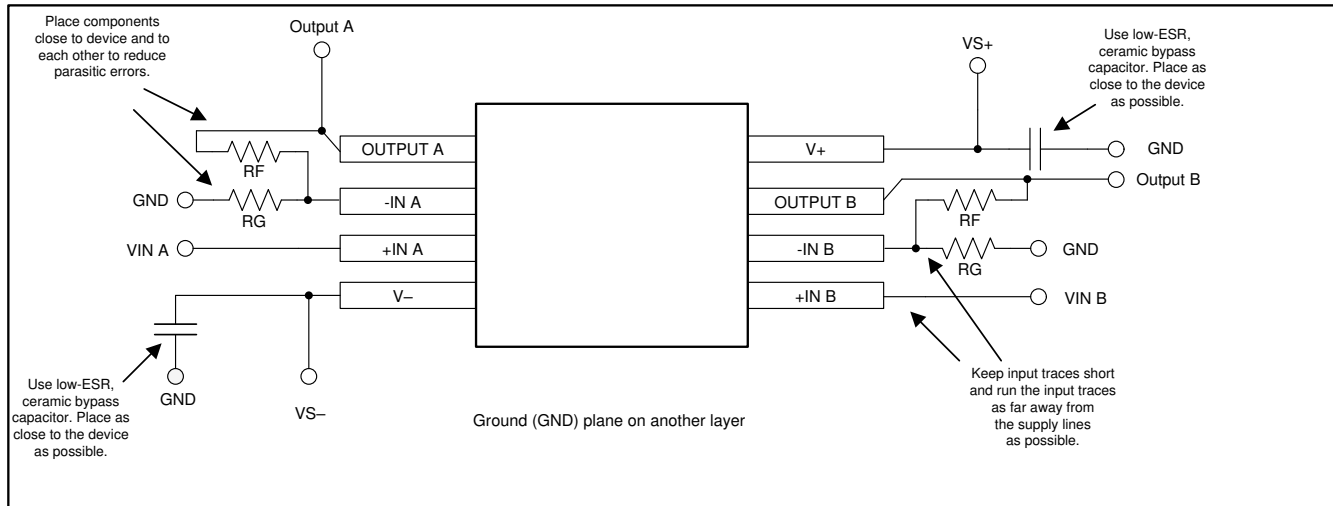 Place components
close to device and to
each other to reduce
parasitic errors.
Output A
VS+
Use low-ESR,
ceramic bypass
capacitor. Place as
close to the device
as possible.
OUTPUT A
RF
GND
RG
-IN A
VIN A
+IN A
V–
GND
VS–
Use low-ESR,
ceramic bypass
capacitor. Place as
close to the device
as possible.
V+
GND
OUTPUT B
Output B
RF
-IN B
RG
GND
+IN B
VIN B
Keep input traces short
and run the input traces
as far away from
the supply lines
as possible.
Ground (GND) plane on another layer